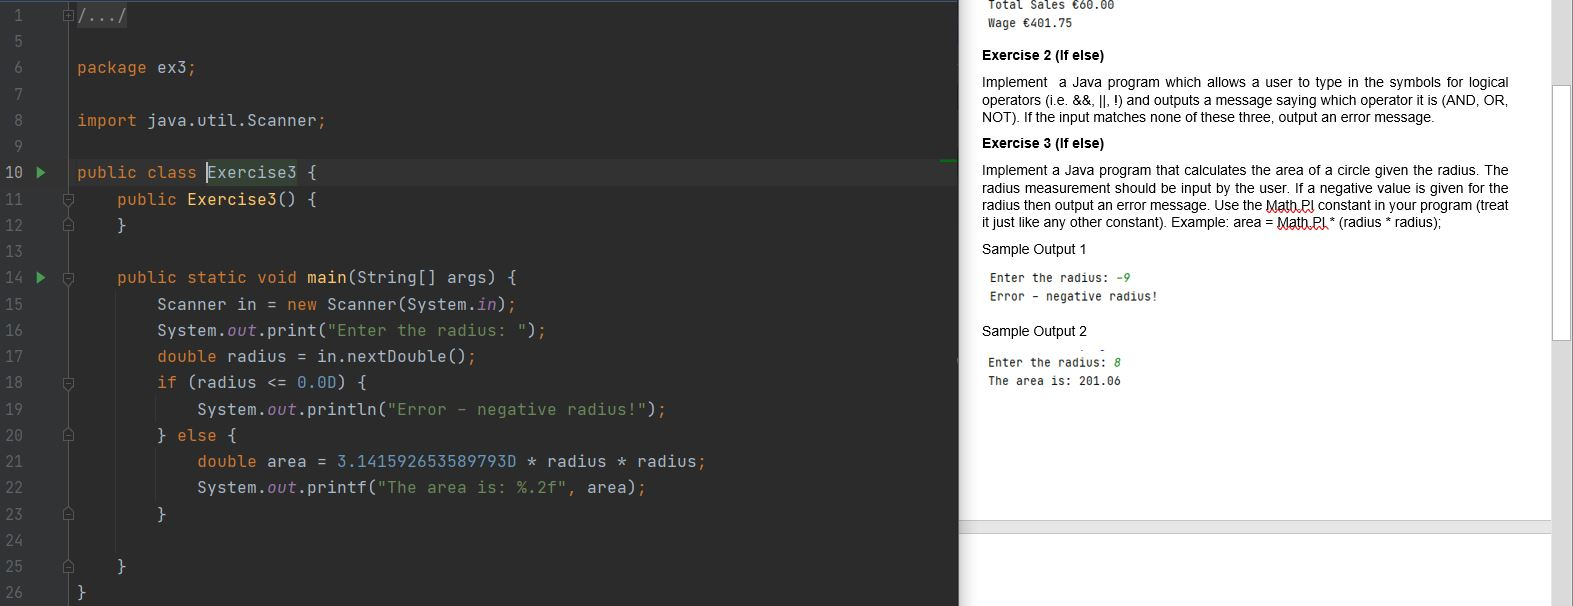 1 /.../
5
6 package ex3;
7
8 import java.util.Scanner;
9
10 public class Exercise3 {
11 public Exercise3() {
12 }
13
14 public static void main(String[] args) {
15 Scanner in = new Scanner(System.in);
16 System.out.print("Enter the radius: ");
17 double radius = in.nextDouble();
18 if (radius <= 0.0D) {
19 System.out.println("Error - negative radius!");
20 } else {
21 double area = 3.141592653589793D * radius * radius;
22 System.out.printf("The area is: %.2f", area);
23 }
24
25 }
26 }
Total Sales €60.00
Wage €401.75
Exercise 2 (If else)
Implement a Java program which allows a user to type in the symbols for logical
operators (i.e. &&, ||, !) and outputs a message saying which operator it is (AND, OR,
NOT). If the input matches none of these three, output an error message.
Exercise 3 (If else)
Implement a Java program that calculates the area of a circle given the radius. The
radius measurement should be input by the user. If a negative value is given for the
radius then output an error message. Use the Math.PI constant in your program (treat
it just like any other constant). Example: area = Math.PI * (radius * radius);
Sample Output 1
Enter the radius: -9
Error - negative radius!
Sample Output 2
Enter the radius: 8
The area is: 201.06